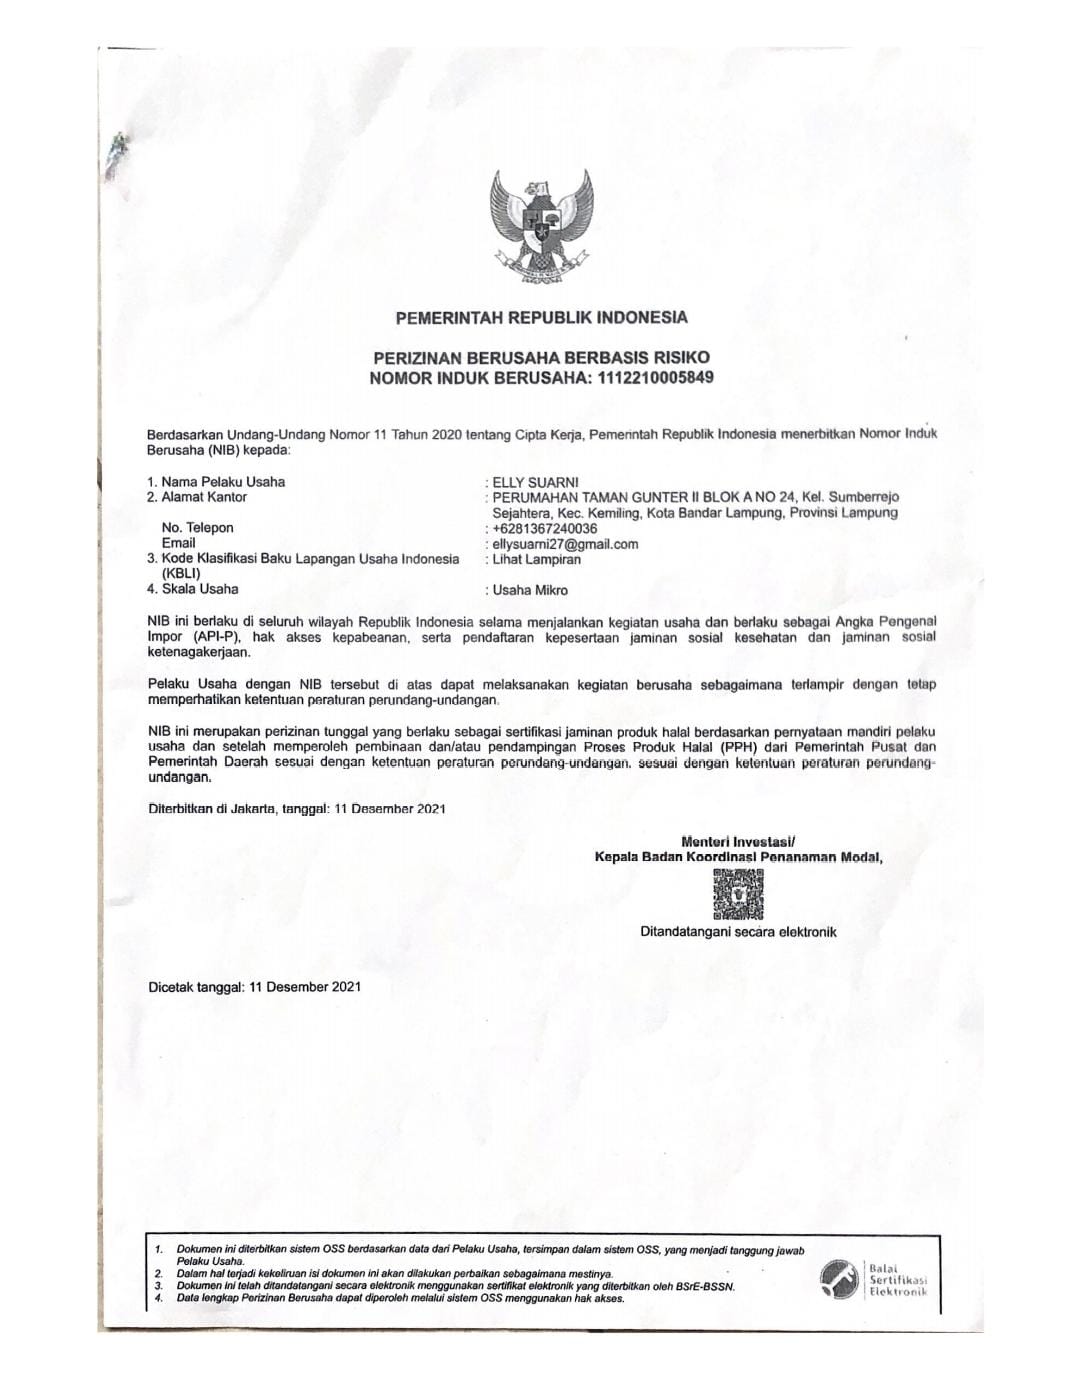 PEMERINTAH REPUBLIK INDONESIA
PERIZINAN BERUSAHA BERBASIS RISIKO
NOMOR INDUK BERUSAHA: 1112210005849
Berdasarkan Undang-Undang Nomor 11 Tahun 2020 tentang Cipta Kerja, Pemerintah Republik Indonesia menerbitkan Nomor Induk
Berusaha (NIB) kepada:
1. Nama Pelaku Usaha : ELLY SUARNI
2. Alamat Kantor : PERUMAHAN TAMAN GUNTER II BLOK A NO 24, Kel. Sumberrejo
Sejahtera, Kec. Kemiling, Kota Bandar Lampung, Provinsi Lampung
No. Telepon : +6281367240036
Email : ellysuarni27@gmail.com
3. Kode Klasifikasi Baku Lapangan Usaha Indonesia : Lihat Lampiran
(KBLI)
4. Skala Usaha : Usaha Mikro
NIB ini berlaku di seluruh wilayah Republik Indonesia selama menjalankan kegiatan usaha dan berlaku sebagai Angka Pengenal
Impor (API-P), hak akses kepabeanan, serta pendaftaran kepesertaan jaminan sosial kesehatan dan jaminan sosial
ketenagakerjaan.
Pelaku Usaha dengan NIB tersebut di atas dapat melaksanakan kegiatan berusaha sebagaimana terlampir dengan tetap
memperhatikan ketentuan peraturan perundang-undangan.
NIB ini merupakan perizinan tunggal yang berlaku sebagai sertifikasi jaminan produk halal berdasarkan pernyataan mandiri pelaku
usaha dan setelah memperoleh pembinaan dan/atau pendampingan Proses Produk Halal (PPH) dari Pemerintah Pusat dan
Pemerintah Daerah sesuai dengan ketentuan peraturan perundang-undangan. sesuai dengan ketentuan peraturan perundang-
undangan.
Diterbitkan di Jakarta, tanggal: 11 Desember 2021
Menteri Investasi/
Kepala Badan Koordinasi Penanaman Modal,
Ditandatangani secara elektronik
Dicetak tanggal: 11 Desember 2021
1. Dokumen ini diterbitkan sistem OSS berdasarkan data dari Pelaku Usaha, tersimpan dalam sistem OSS, yang menjadi tanggung jawab
Pelaku Usaha.
2. Dalam hal terjadi kekeliruan isi dokumen ini akan dilakukan perbaikan sebagaimana mestinya.
3. Dokumen ini telah ditandatangani secara elektronik menggunakan sertifikat elektronik yang diterbitkan oleh BSrE-BSSN.
4. Data lengkap Perizinan Berusaha dapat diperoleh melalui sistem OSS menggunakan hak akses.
Balai
Sertifikasi
Elektronik